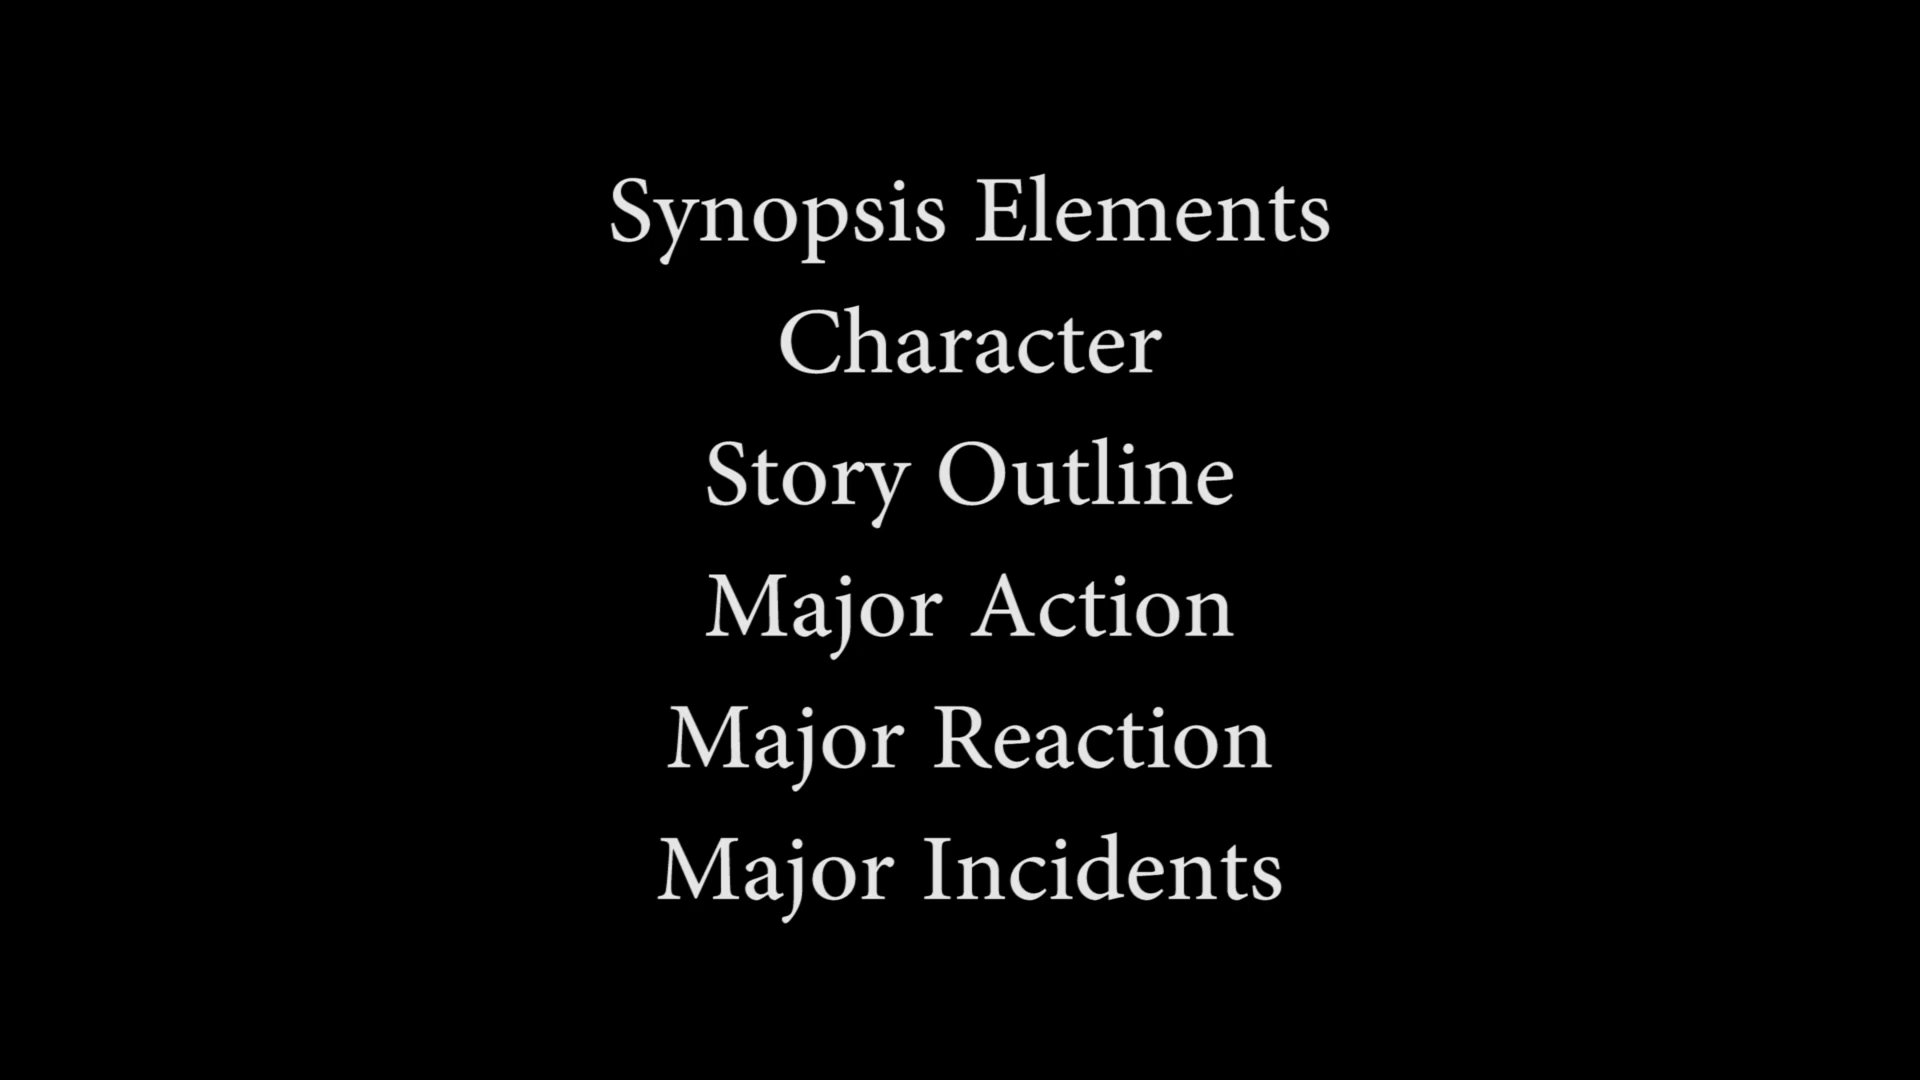 Synopsis Elements
Character
Story Outline
Major Action
Major Reaction
Major Incidents